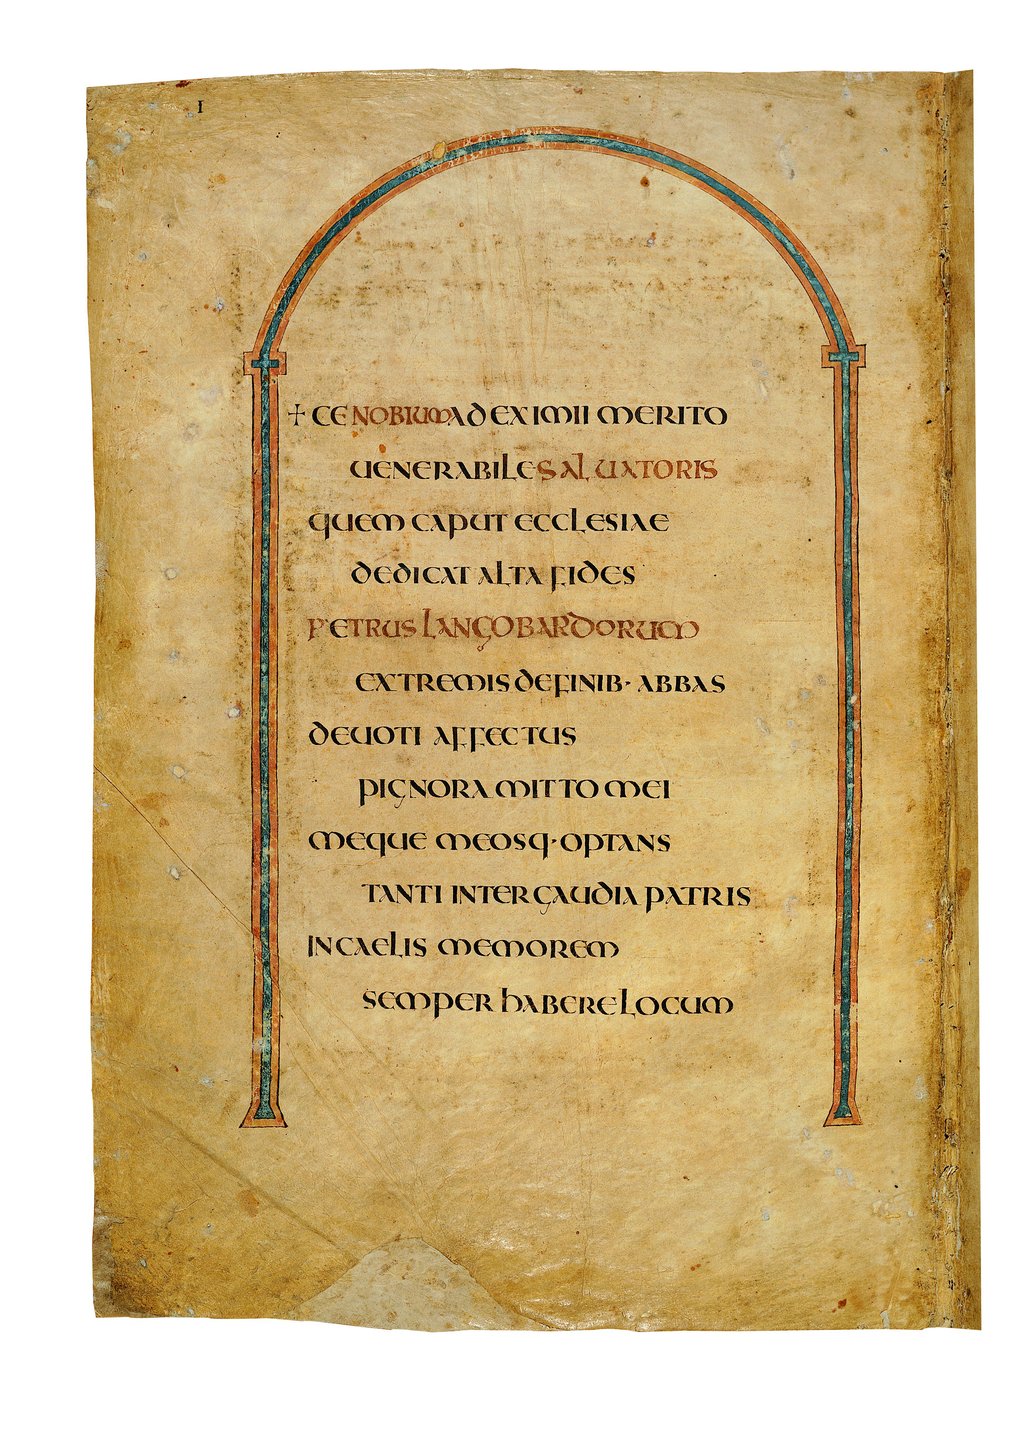 I
+ CENOBIUM AD EXIMII MERITO
UENERABILE SALUATORIS
QUEM CAPUT ECCLESIAE
DEDICAT ALTA FIDES
PETRUS LANGOBARDORUM
EXTREMIS DE FINIB· ABBAS
DEUOTI AFFECTUS
PIGNORA MITTO MEI
MEQUE MEOSQ· OPTANS
TANTI INTER GAUDIA PATRIS
IN CAELIS MEMOREM
SEMPER HABERE LOCUM